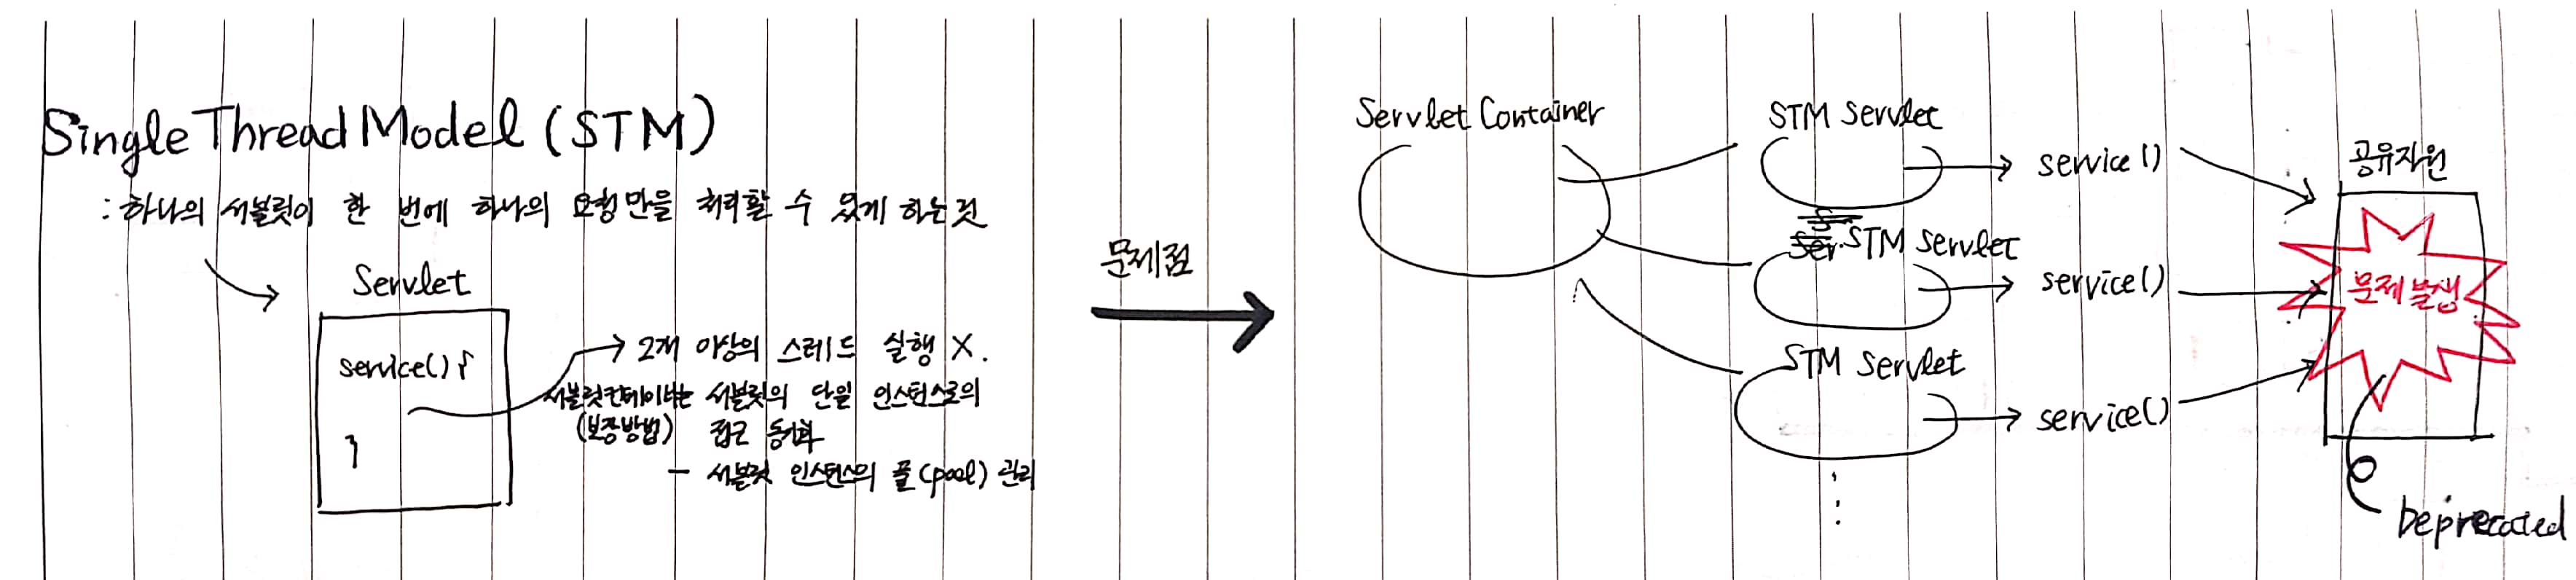 SingleThreadModel (STM)
: 하나의 서블릿이 한 번에 하나의 요청만을 처리할 수 있게 하는것
Servlet
service() {
}
→ 2개 이상의 스레드 실행 X.
서블릿컨테이너는 서블릿의 단일 인스턴스로의
(보장방법) 접근 동기화
- 서블릿 인스턴스의 풀(pool) 관리
문제점
Servlet Container
STM Servlet
service()
STM Servlet
service()
STM Servlet
service()
공유자원
문제발생
Deprecated